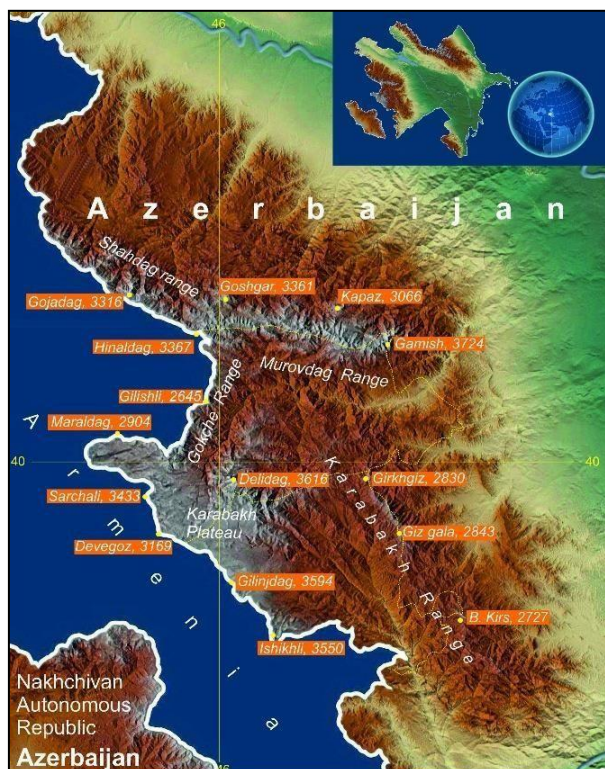 46
Azerbaijan
Shahdag range
Goshgar, 3361
Gojadag, 3316
Kapaz, 3066
Hinaldag, 3367
Gamish, 3724
Murovdag Range
Gilishli, 2645
Gokche Range
Maraldag, 2904
40
40
Delidag, 3616
Girkhgiz, 2830
Sarchali, 3433
Karabakh
Plateau
Karabakh Range
Devegoz, 3169
Giz gala, 2843
Armenia
Gilinjdag, 3594
B. Kirs, 2727
Ishikhli, 3550
Nakhchivan
Autonomous
Republic
Azerbaijan
46